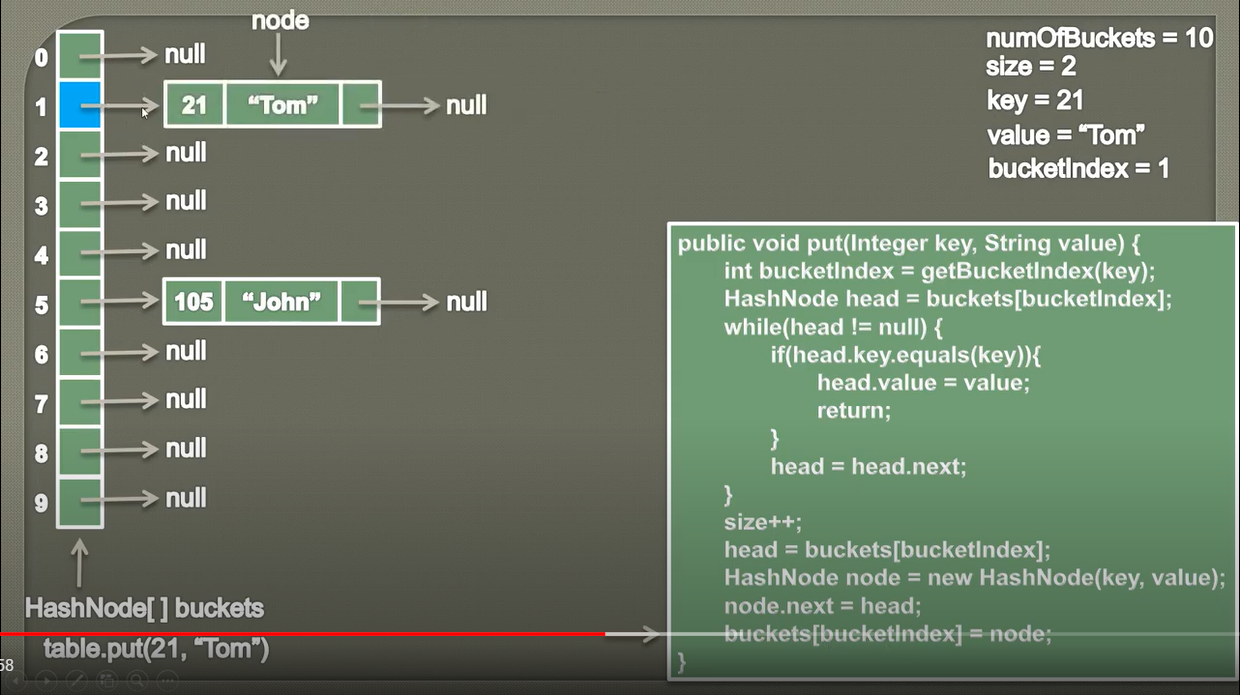 node
0 null
1 21 “Tom” null
2 null
3 null
4 null
5 105 “John” null
6 null
7 null
8 null
9 null
HashNode[ ] buckets
table.put(21, “Tom”)
58
numOfBuckets = 10
size = 2
key = 21
value = “Tom”
bucketIndex = 1
public void put(Integer key, String value) {
int bucketIndex = getBucketIndex(key);
HashNode head = buckets[bucketIndex];
while(head != null) {
if(head.key.equals(key)){
head.value = value;
return;
}
head = head.next;
}
size++;
head = buckets[bucketIndex];
HashNode node = new HashNode(key, value);
node.next = head;
buckets[bucketIndex] = node;
}